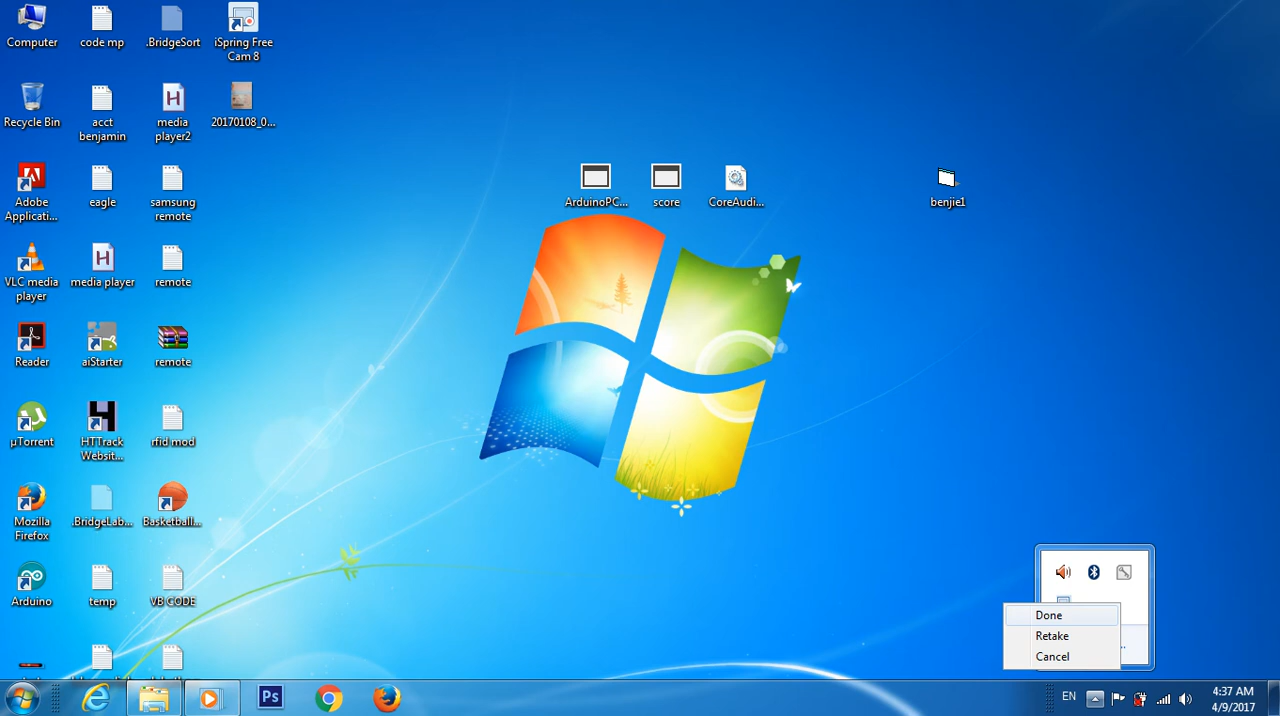 Computer
code mp
.BridgeSort
iSpring Free
Cam 8
Recycle Bin
acct
benjamin
media
player2
20170108_0...
Adobe
Applicati...
eagle
samsung
remote
ArduinoPC...
score
CoreAudi...
benjie1
VLC media
player
media player
remote
Reader
aiStarter
remote
µTorrent
HTTrack
Websit...
rfid mod
Mozilla
Firefox
.BridgeLab...
Basketball...
Arduino
temp
VB CODE
Done
Retake
Cancel
Ps
EN
4:37 AM
4/9/2017